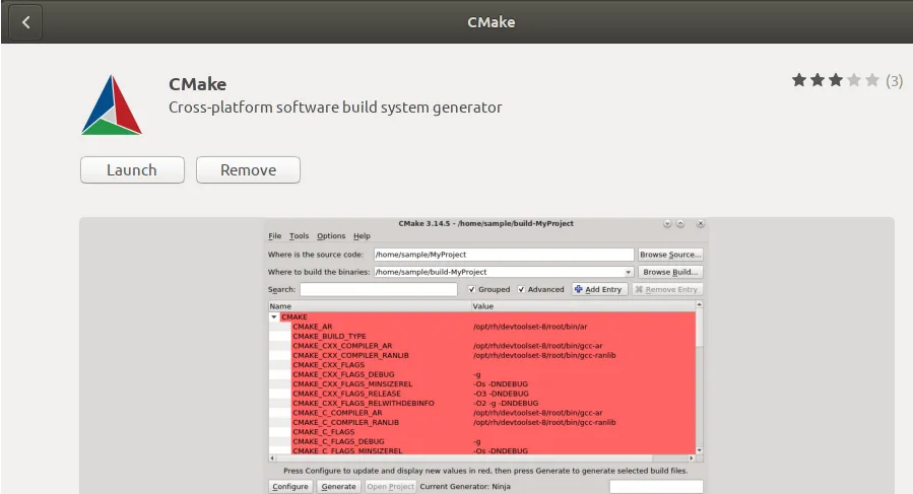 CMake
CMake
(3)
Cross-platform software build system generator
Launch Remove
CMake 3.14.5 - /home/sample/build-MyProject
File Tools Options Help
Where is the source code: /home/sample/MyProject Browse Source...
Where to build the binaries: /home/sample/build-MyProject Browse Build...
Search: Grouped Advanced Add Entry Remove Entry
Name Value
CMAKE
CMAKE_AR /opt/rh/devtoolset-8/root/bin/ar
CMAKE_BUILD_TYPE
CMAKE_CXX_COMPILER_AR /opt/rh/devtoolset-8/root/bin/gcc-ar
CMAKE_CXX_COMPILER_RANLIB /opt/rh/devtoolset-8/root/bin/gcc-ranlib
CMAKE_CXX_FLAGS
CMAKE_CXX_FLAGS_DEBUG -g
CMAKE_CXX_FLAGS_MINSIZEREL -Os -DNDEBUG
CMAKE_CXX_FLAGS_RELEASE -O3 -DNDEBUG
CMAKE_CXX_FLAGS_RELWITHDEBINFO -O2 -g -DNDEBUG
CMAKE_C_COMPILER_AR /opt/rh/devtoolset-8/root/bin/gcc-ar
CMAKE_C_COMPILER_RANLIB /opt/rh/devtoolset-8/root/bin/gcc-ranlib
CMAKE_C_FLAGS
CMAKE_C_FLAGS_DEBUG -g
CMAKE_C_FLAGS_MINSIZEREL -Os -DNDEBUG
Press Configure to update and display new values in red, then press Generate to generate selected build files.
Configure Generate Open Project Current Generator: Ninja